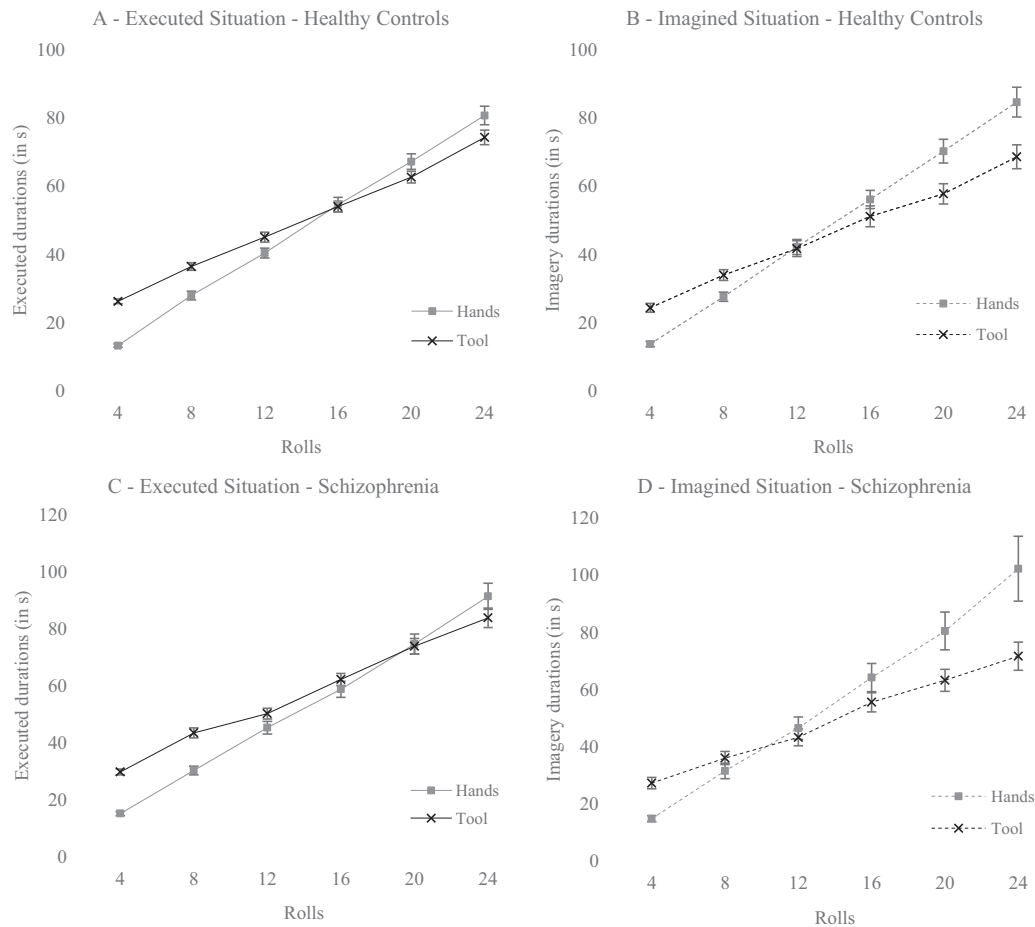 A - Executed Situation - Healthy Controls
Executed durations (in s)
100
80
60
40
20
0
Hands
Tool
4 8 12 16 20 24
Rolls
B - Imagined Situation - Healthy Controls
Imagery durations (in s)
100
80
60
40
20
0
Hands
Tool
4 8 12 16 20 24
Rolls
C - Executed Situation - Schizophrenia
Executed durations (in s)
120
100
80
60
40
20
0
Hands
Tool
4 8 12 16 20 24
Rolls
D - Imagined Situation - Schizophrenia
Imagery durations (in s)
120
100
80
60
40
20
0
Hands
Tool
4 8 12 16 20 24
Rolls